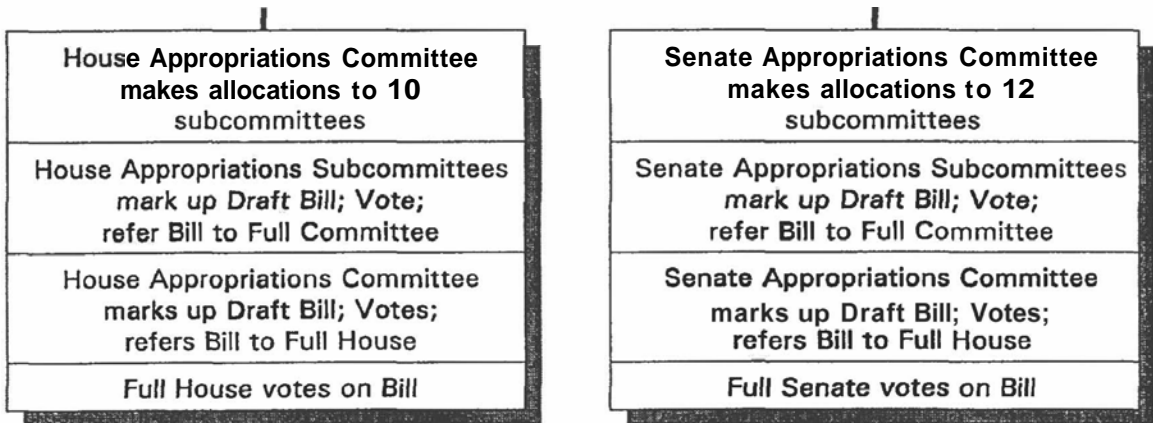 House Appropriations Committee
makes allocations to 10
subcommittees
House Appropriations Subcommittees
mark up Draft Bill; Vote;
refer Bill to Full Committee
House Appropriations Committee
marks up Draft Bill; Votes;
refers Bill to Full House
Full House votes on Bill
Senate Appropriations Committee
makes allocations to 12
subcommittees
Senate Appropriations Subcommittees
mark up Draft Bill; Vote;
refer Bill to Full Committee
Senate Appropriations Committee
marks up Draft Bill; Votes;
refers Bill to Full House
Full Senate votes on Bill